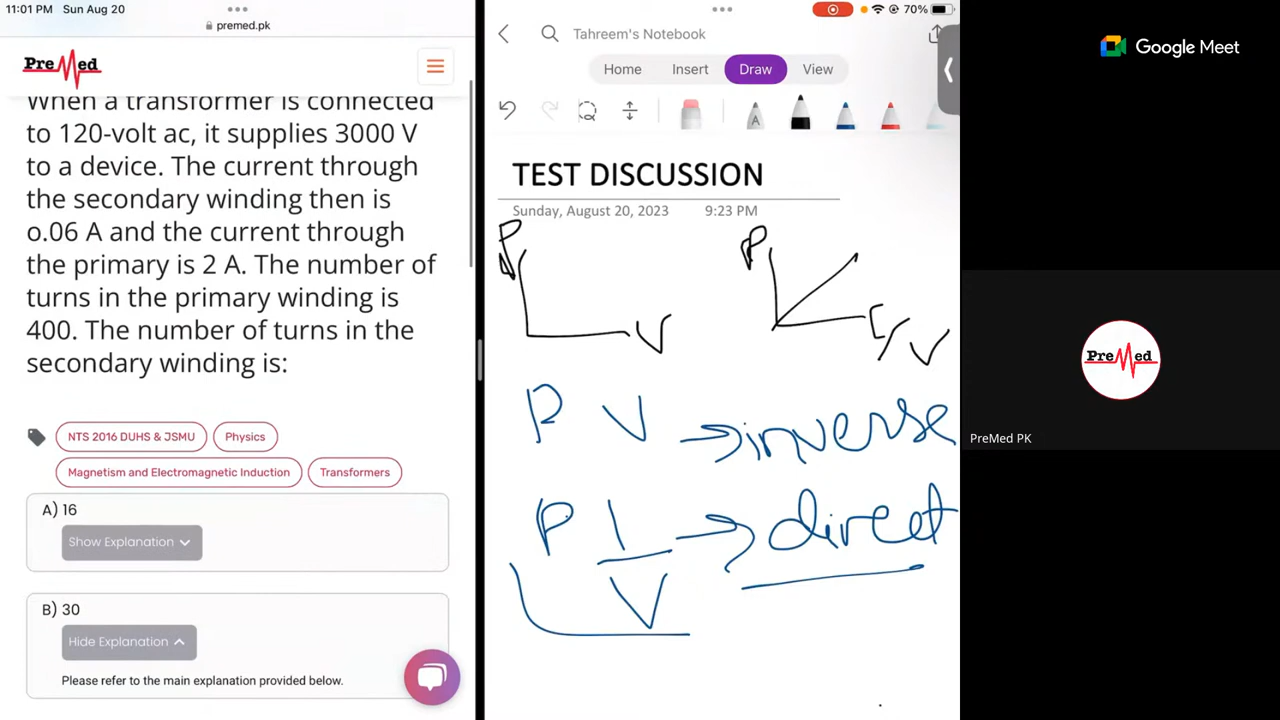 11:01 PM Sun Aug 20
premed.pk
PreMed
When a transformer is connected
to 120-volt ac, it supplies 3000 V
to a device. The current through
the secondary winding then is
o.06 A and the current through
the primary is 2 A. The number of
turns in the primary winding is
400. The number of turns in the
secondary winding is:
NTS 2016 DUHS & JSMU
Physics
Magnetism and Electromagnetic Induction
Transformers
A) 16
Show Explanation
B) 30
Hide Explanation
Please refer to the main explanation provided below.
70%
Tahreem's Notebook
Home Insert Draw View
A
TEST DISCUSSION
Sunday, August 20, 2023 9:23 PM
P
V
P
/V
P V → inverse
P 1 → direct
V
Google Meet
PreMed
PreMed PK